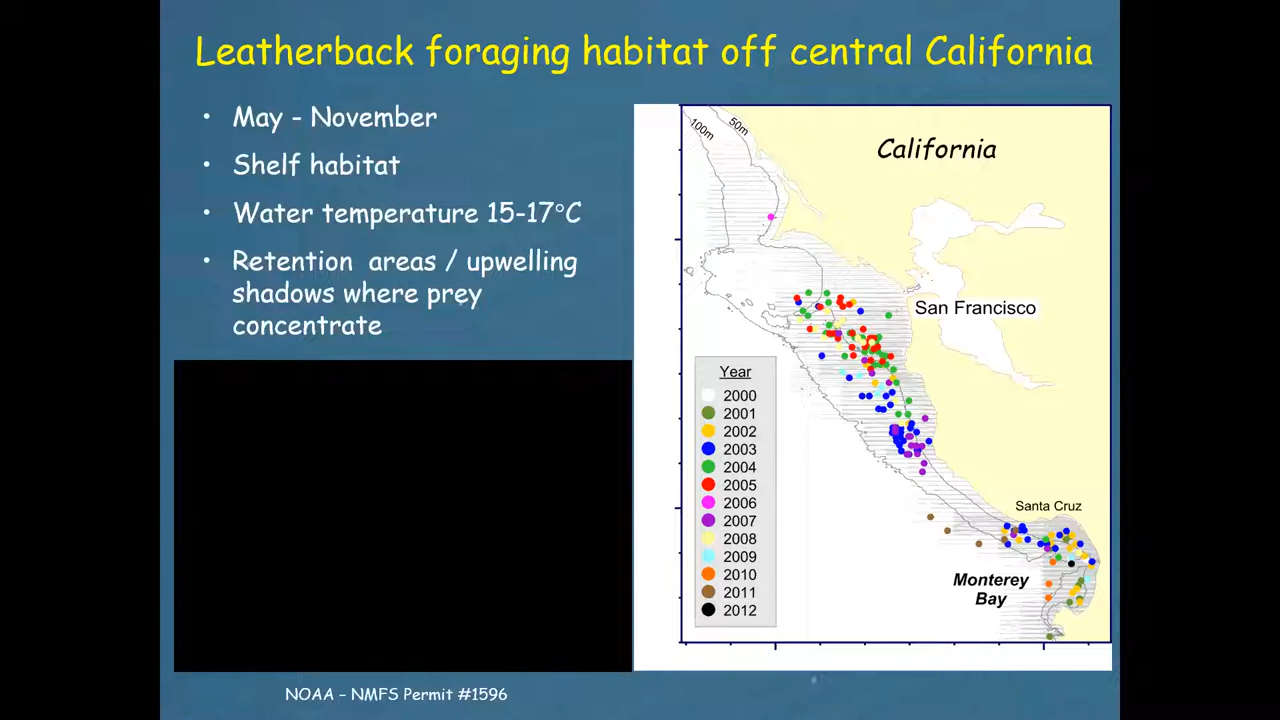 Leatherback foraging habitat off central California
• May - November
• Shelf habitat
• Water temperature 15-17°C
• Retention areas / upwelling
shadows where prey
concentrate
100m
50m
California
San Francisco
Santa Cruz
Monterey
Bay
Year
2000
2001
2002
2003
2004
2005
2006
2007
2008
2009
2010
2011
2012
NOAA – NMFS Permit #1596